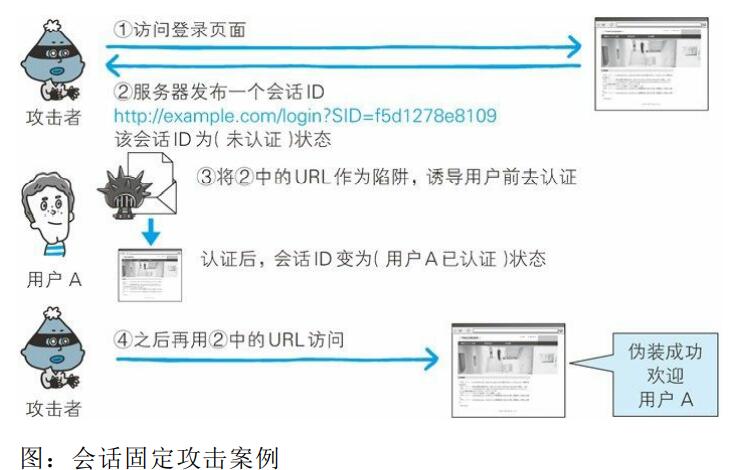 ①访问登录页面
②服务器发布一个会话ID
攻击者
http://example.com/login?SID=f5d1278e8109
该会话ID为( 未认证 )状态
③将②中的URL作为陷阱，诱导用户前去认证
认证后，会话ID变为( 用户A已认证 )状态
用户 A
④之后再用②中的URL访问
伪装成功
欢迎
用户 A
攻击者
图：会话固定攻击案例